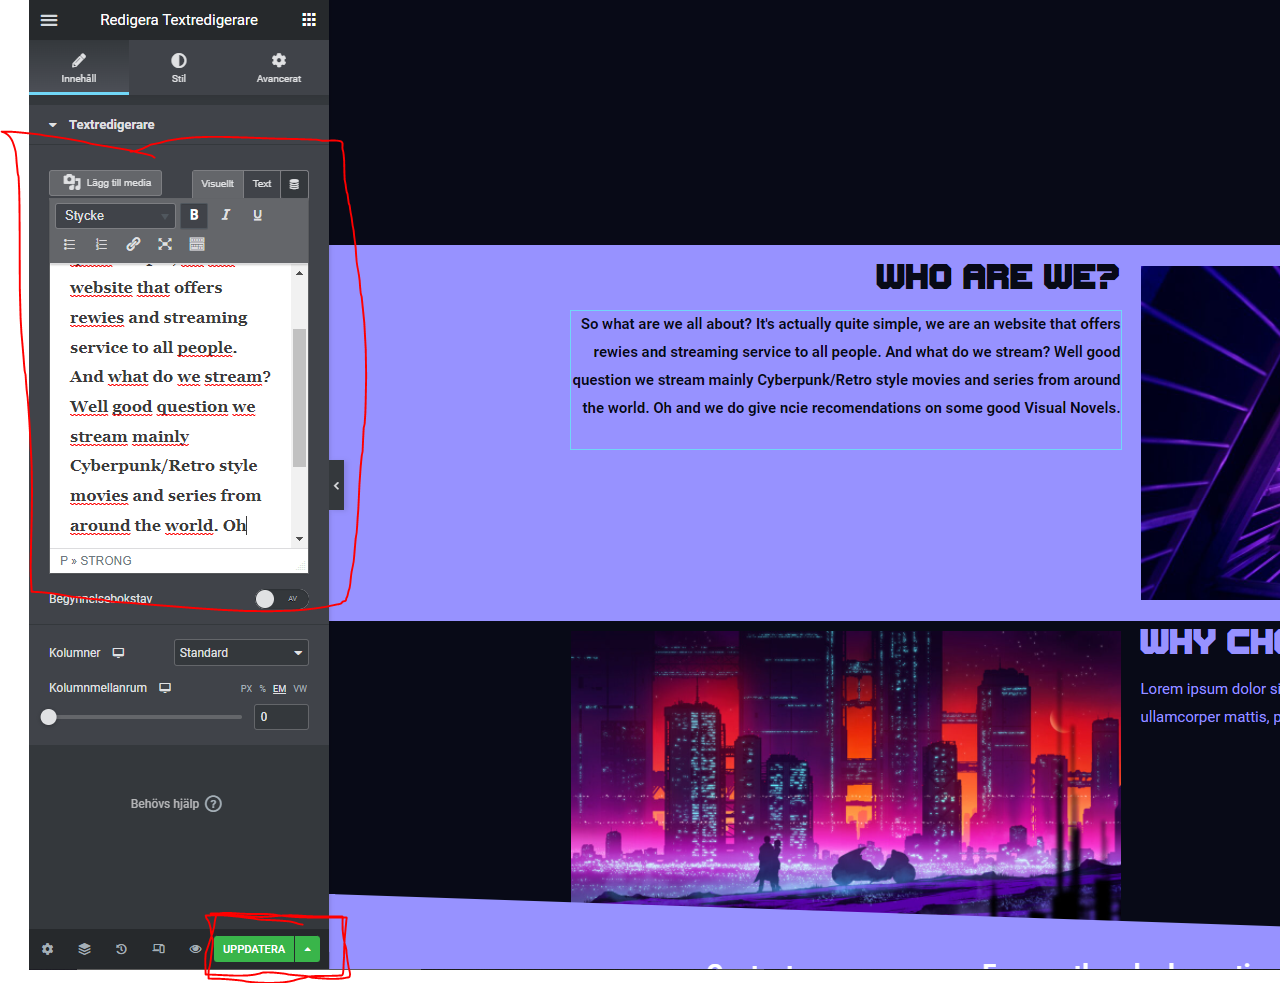 Redigera Textredigerare
Innehåll
Stil
Avancerat
Textredigerare
Lägg till media
Visuellt
Text
Stycke
B I U
website that offers
rewies and streaming
service to all people.
And what do we stream?
Well good question we
stream mainly
Cyberpunk/Retro style
movies and series from
around the world. Oh
P » STRONG
Begynnelsebokstav
AV
Kolumner
Standard
Kolumnmellanrum
PX % EM VW
0
Behövs hjälp ?
UPPDATERA
WHO ARE WE?
So what are we all about? It's actually quite simple, we are an website that offers
rewies and streaming service to all people. And what do we stream? Well good
question we stream mainly Cyberpunk/Retro style movies and series from around
the world. Oh and we do give ncie recomendations on some good Visual Novels.
WHY CHO
Lorem ipsum dolor si
ullamcorper mattis, p